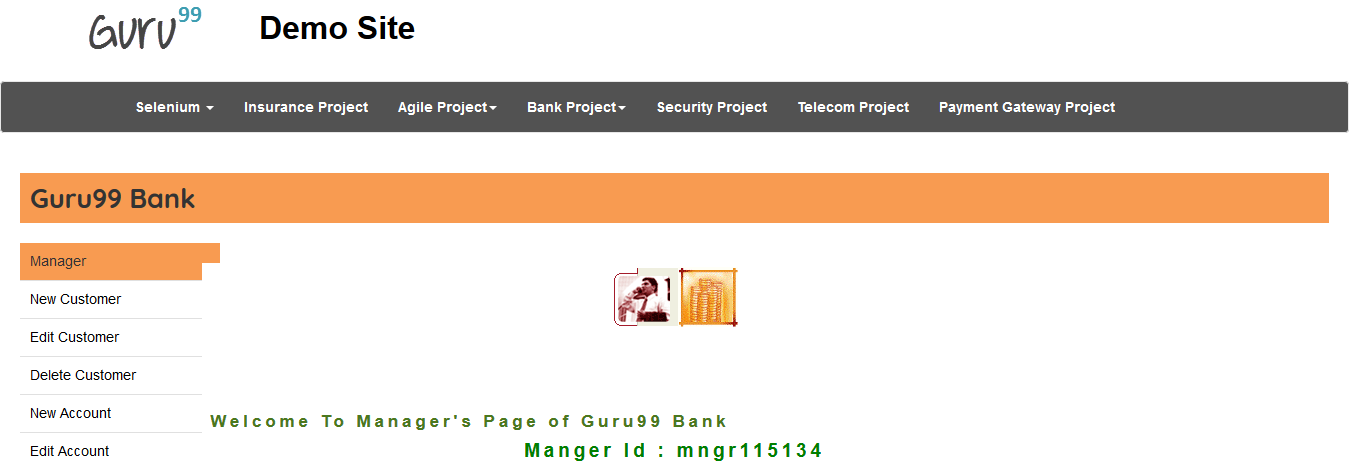 Guru99 Demo Site
Selenium Insurance Project Agile Project Bank Project Security Project Telecom Project Payment Gateway Project
Guru99 Bank
Manager
New Customer
Edit Customer
Delete Customer
New Account
Welcome To Manager's Page of Guru99 Bank
Edit Account
Manger Id : mngr115134